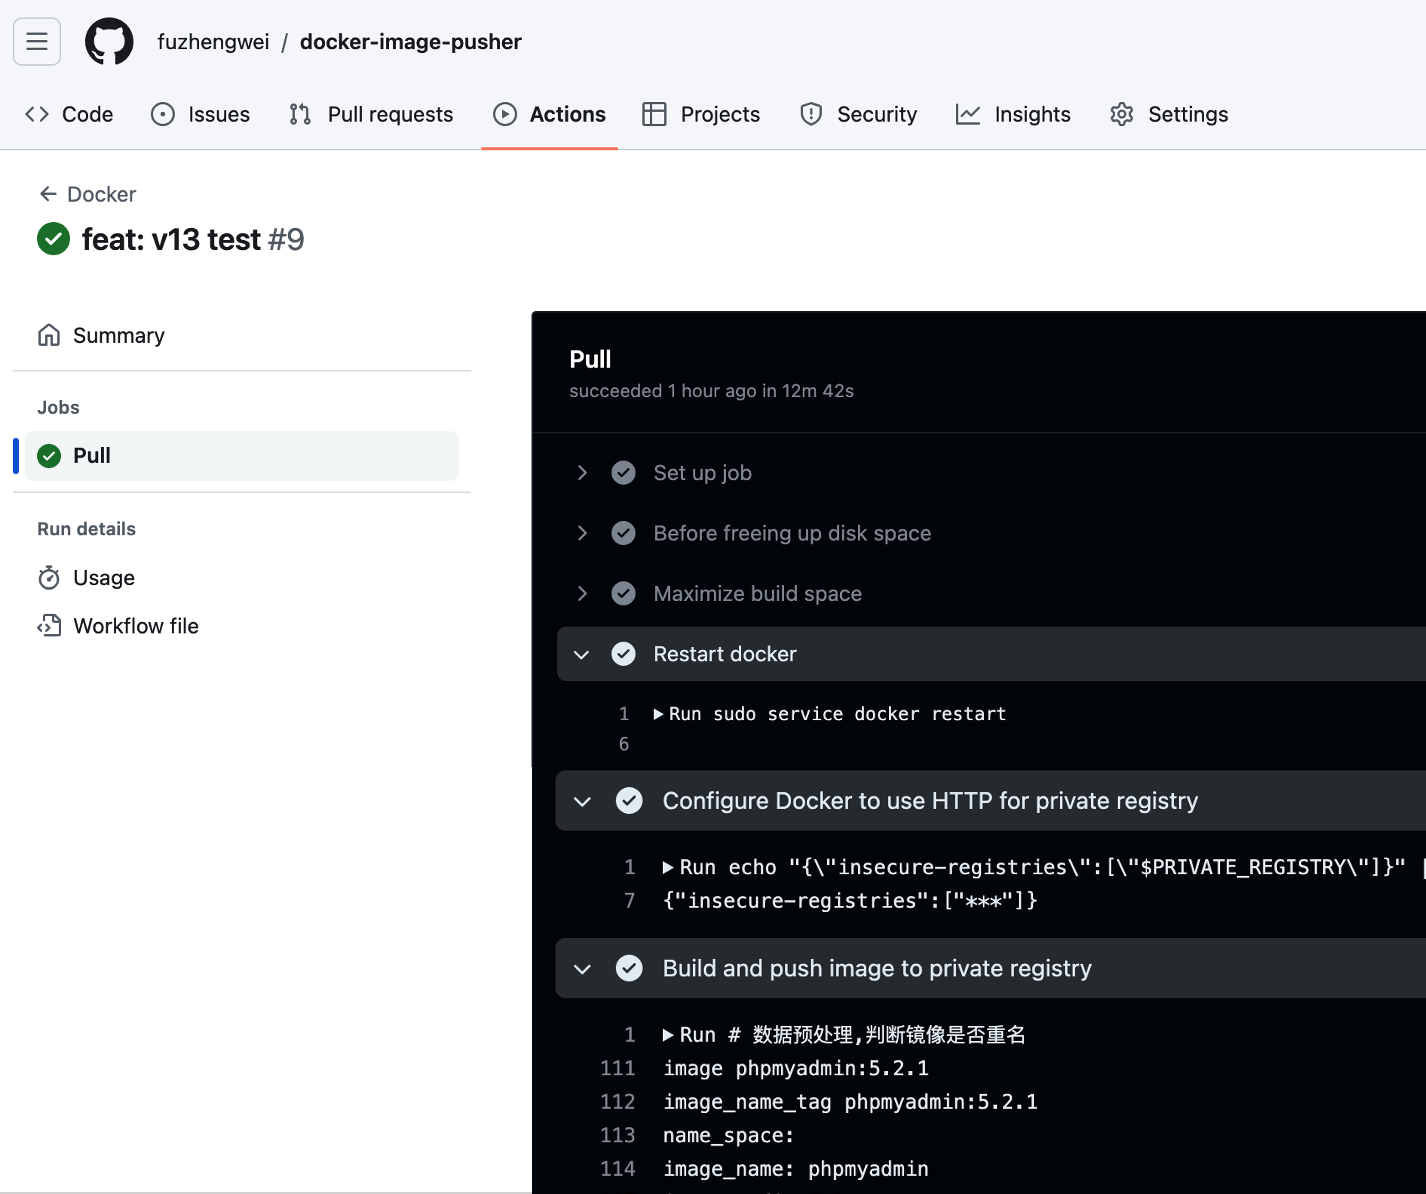 fuzhengwei / docker-image-pusher
Code Issues Pull requests Actions Projects Security Insights Settings
Docker
feat: v13 test #9
Summary
Jobs
Pull
Run details
Usage
Workflow file
Pull
succeeded 1 hour ago in 12m 42s
Set up job
Before freeing up disk space
Maximize build space
Restart docker
1 Run sudo service docker restart
6
Configure Docker to use HTTP for private registry
1 Run echo "{\"insecure-registries\":[\"$PRIVATE_REGISTRY\"]}" |
7 {"insecure-registries":["***"]}
Build and push image to private registry
1 Run # 数据预处理,判断镜像是否重名
111 image phpmyadmin:5.2.1
112 image_name_tag phpmyadmin:5.2.1
113 name_space:
114 image_name: phpmyadmin